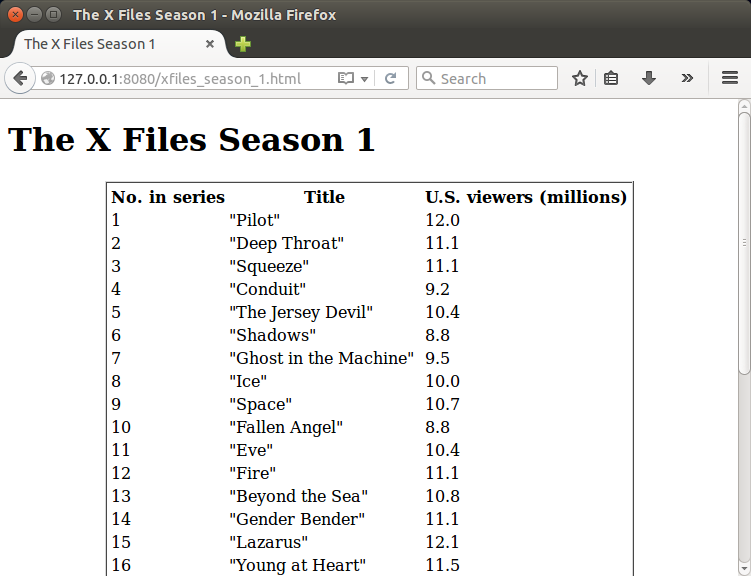 The X Files Season 1 - Mozilla Firefox
The X Files Season 1
127.0.0.1:8080/xfiles_season_1.html
Search
The X Files Season 1
No. in series Title U.S. viewers (millions)
1 "Pilot" 12.0
2 "Deep Throat" 11.1
3 "Squeeze" 11.1
4 "Conduit" 9.2
5 "The Jersey Devil" 10.4
6 "Shadows" 8.8
7 "Ghost in the Machine" 9.5
8 "Ice" 10.0
9 "Space" 10.7
10 "Fallen Angel" 8.8
11 "Eve" 10.4
12 "Fire" 11.1
13 "Beyond the Sea" 10.8
14 "Gender Bender" 11.1
15 "Lazarus" 12.1
16 "Young at Heart" 11.5